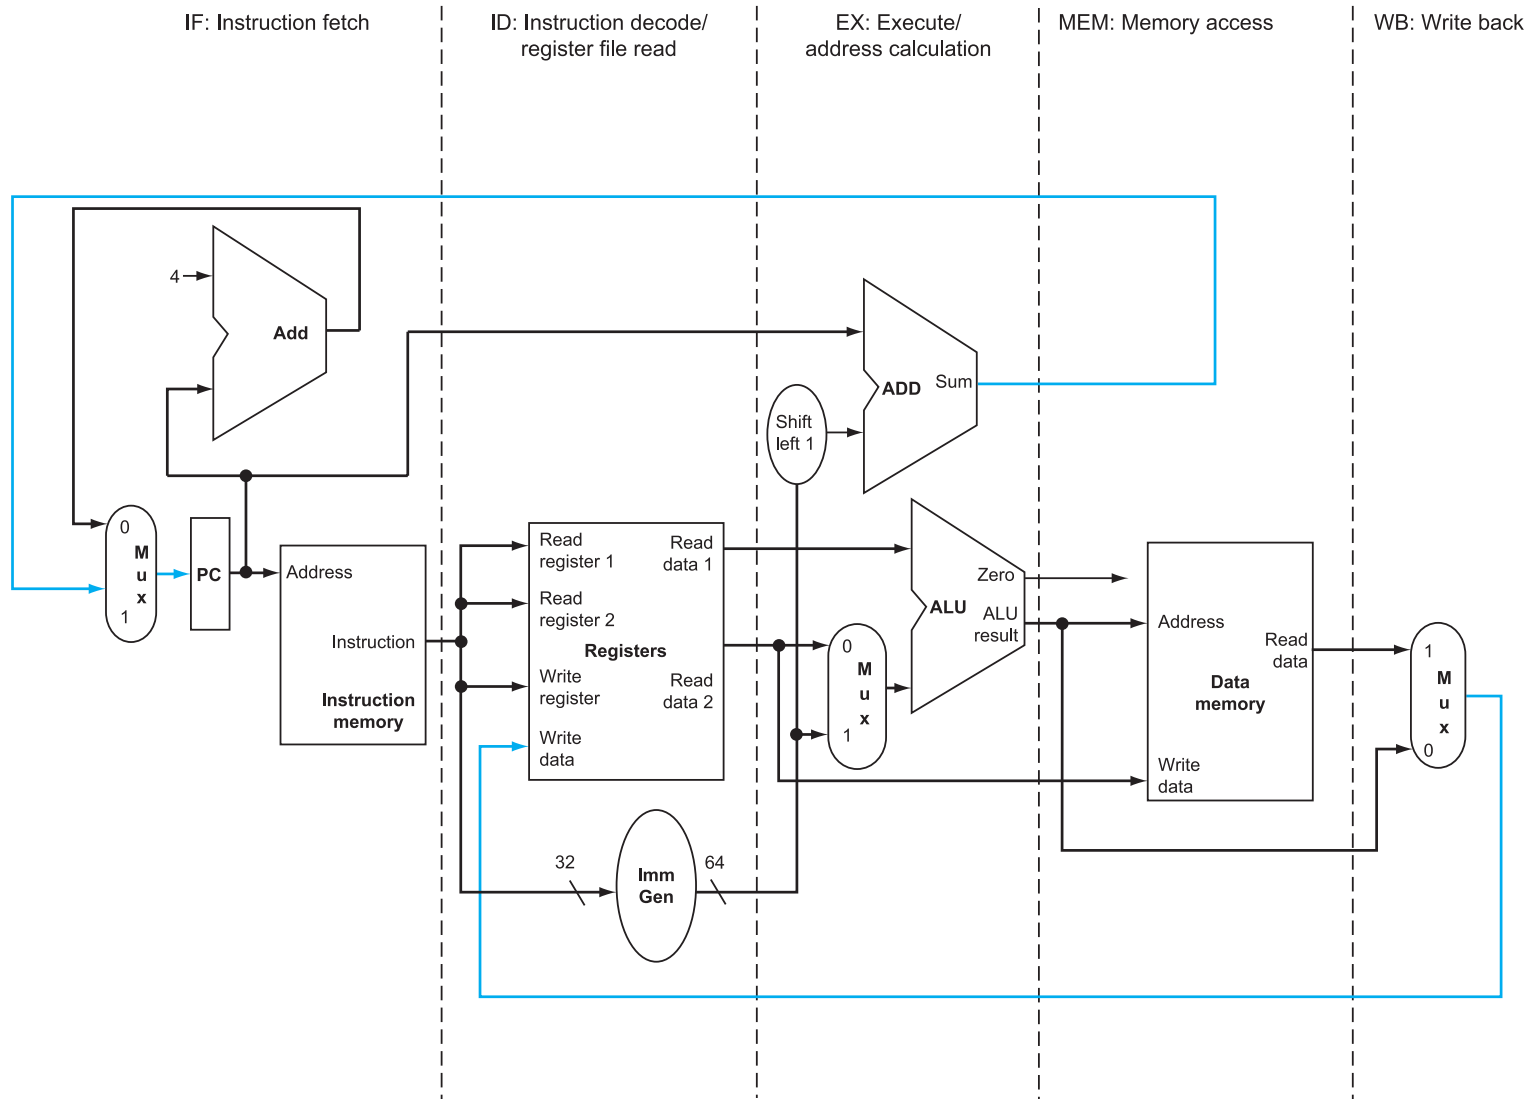 IF: Instruction fetch
ID: Instruction decode/
register file read
EX: Execute/
address calculation
MEM: Memory access
WB: Write back
4
Add
ADD
Sum
Shift
left 1
0
M
u
x
1
PC
Address
Instruction
Instruction
memory
Read
register 1
Read
register 2
Registers
Write
register
Write
data
Read
data 1
Read
data 2
32
Imm
Gen
64
0
M
u
x
1
Zero
ALU
ALU
result
Address
Read
data
Data
memory
Write
data
1
M
u
x
0